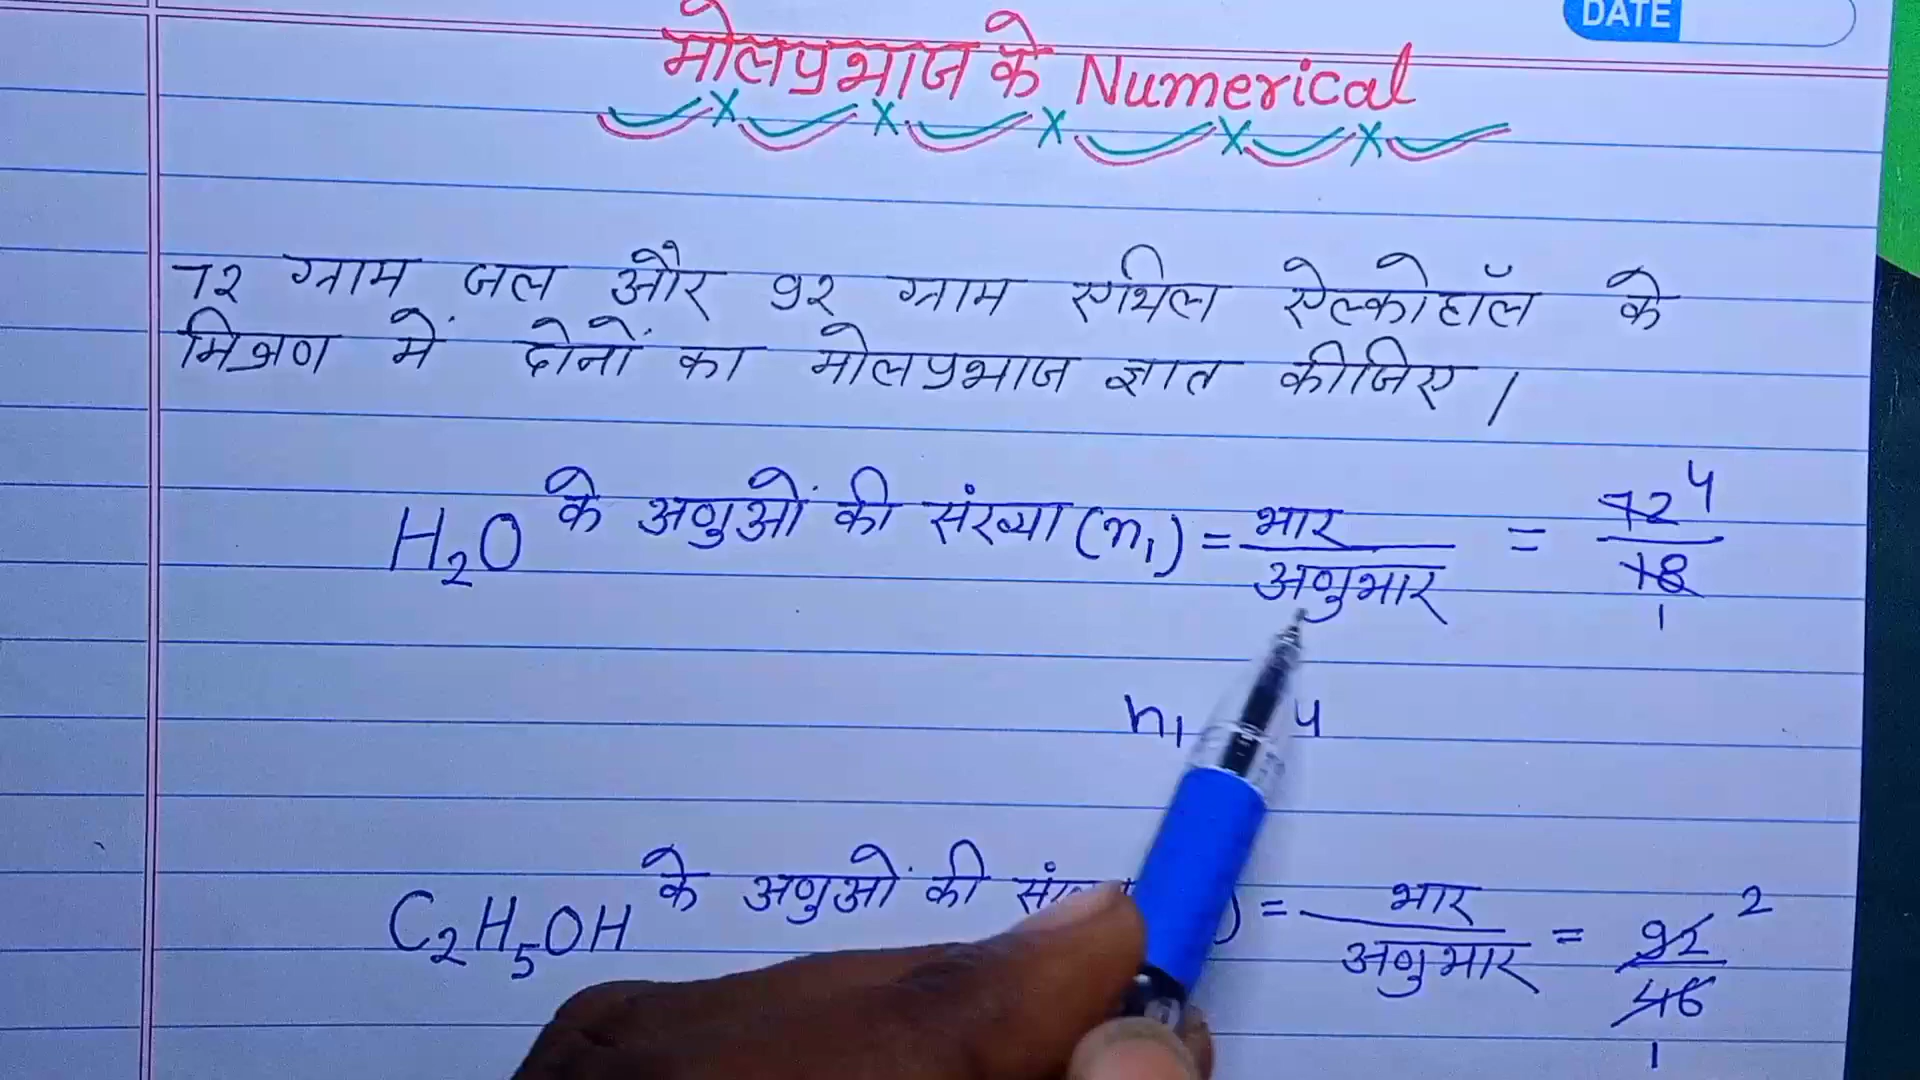 DATE
मोलप्रभाज के Numerical
72 ग्राम जल और 92 ग्राम एथिल ऐल्कोहॉल के
मिश्रण में दोनों का मोलप्रभाज ज्ञात कीजिए।
H₂O के अणुओं की संख्या (n₁) = भार / अणुभार = 72 4 / 18 1
n₁ 4
C₂H₅OH के अणुओं की ) = भार / अणुभार = 92 2 / 46 1